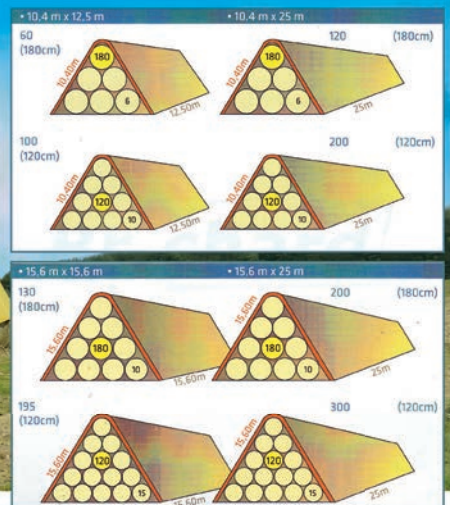 • 10,4 m x 12,5 m • 10,4 m x 25 m
60 120 (180cm)
(180cm)
180 180
10,40m 10,40m
6 6
12,50m 25m
100 200 (120cm)
(120cm)
10,40m 10,40m
120 120
10 10
12,50m 25m
• 15,6 m x 15,6 m • 15,6 m x 25 m
130 200 (180cm)
(180cm)
15,60m 15,60m
180 180
10 10
15,60m 25m
195 300 (120cm)
(120cm)
15,60m 15,60m
120 120
15 15
15,60m 25m